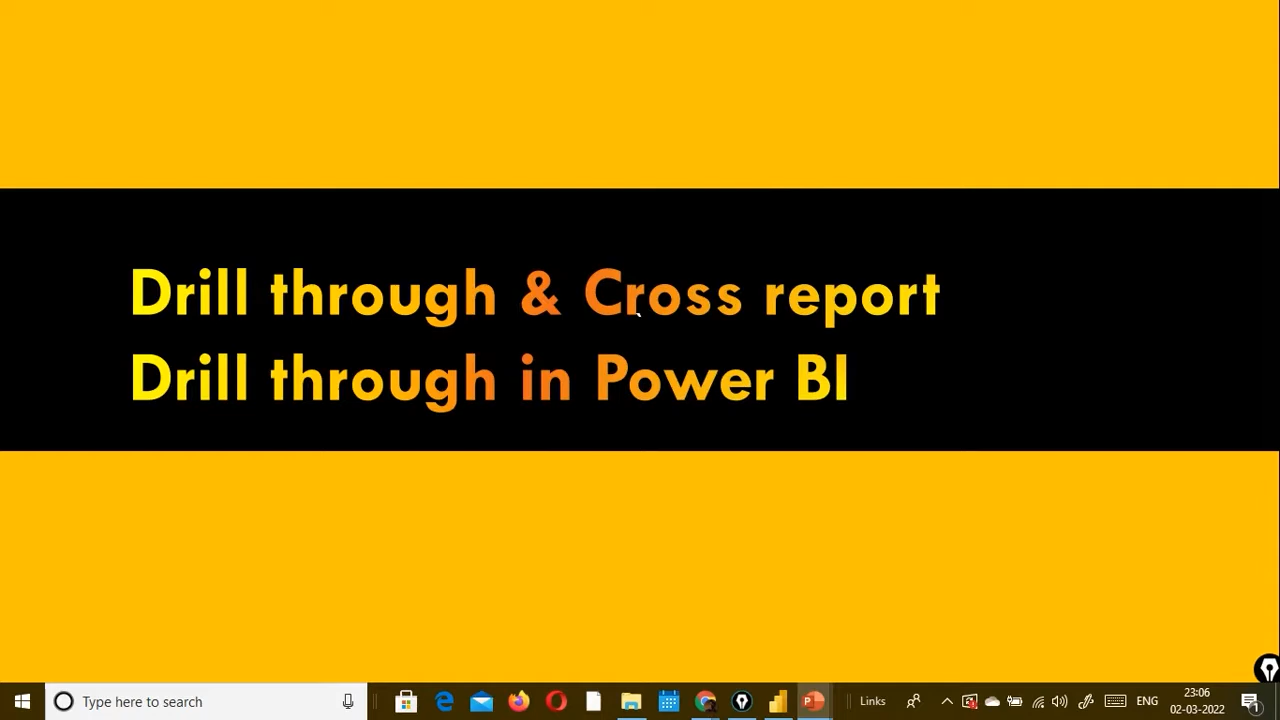 Drill through & Cross report
Drill through in Power BI
Type here to search
Links
ENG
23:06
02-03-2022
1